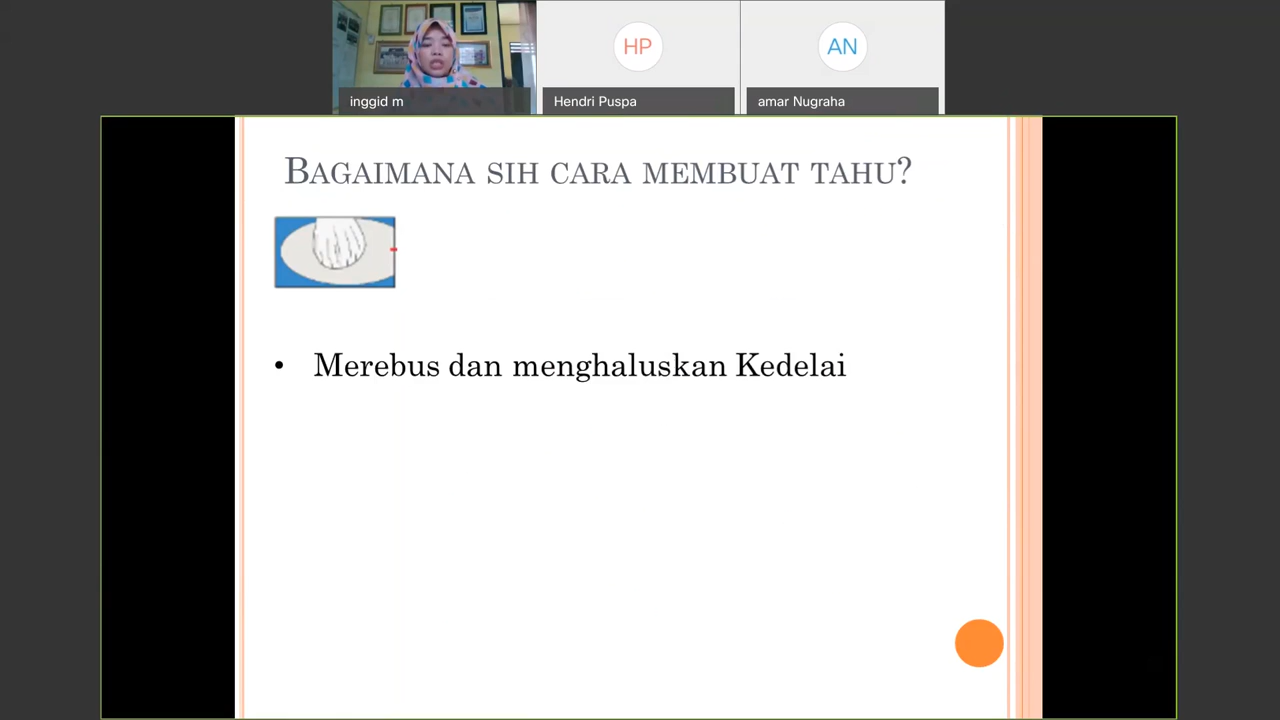 inggid m
HP
Hendri Puspa
AN
amar Nugraha
BAGAIMANA SIH CARA MEMBUAT TAHU?
• Merebus dan menghaluskan Kedelai